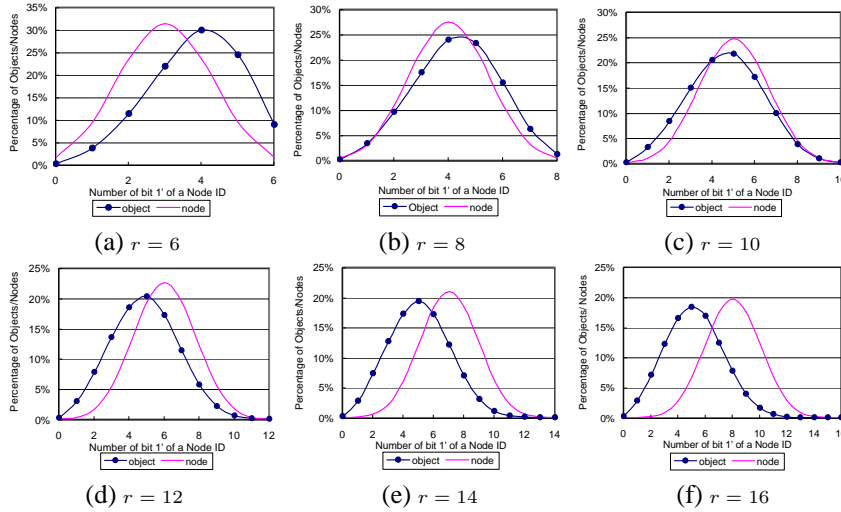 Percentage of Objects/Nodes
35%
30%
25%
20%
15%
10%
5%
0%
0 2 4 6
Number of bit 1' of a Node ID
object node
(a) r = 6
Percentage of Objects/Nodes
30%
25%
20%
15%
10%
5%
0%
0 2 4 6 8
Number of bit 1' of a Node ID
Object node
(b) r = 8
Percentage of Objects/Nodes
30%
25%
20%
15%
10%
5%
0%
0 2 4 6 8 10
Number of bit 1' of a Node ID
object node
(c) r = 10
Percentage of Objects/Nodes
25%
20%
15%
10%
5%
0%
0 2 4 6 8 10 12
Number of bit 1' of a Node ID
object node
(d) r = 12
Percentage of Objects/Nodes
25%
20%
15%
10%
5%
0%
0 2 4 6 8 10 12 14
Number of bit 1' of a Node ID
object node
(e) r = 14
Percentage of Objects/ Nodes
25%
20%
15%
10%
5%
0%
0 2 4 6 8 10 12 14 16
Number of bit 1' of a Node ID
object node
(f) r = 16